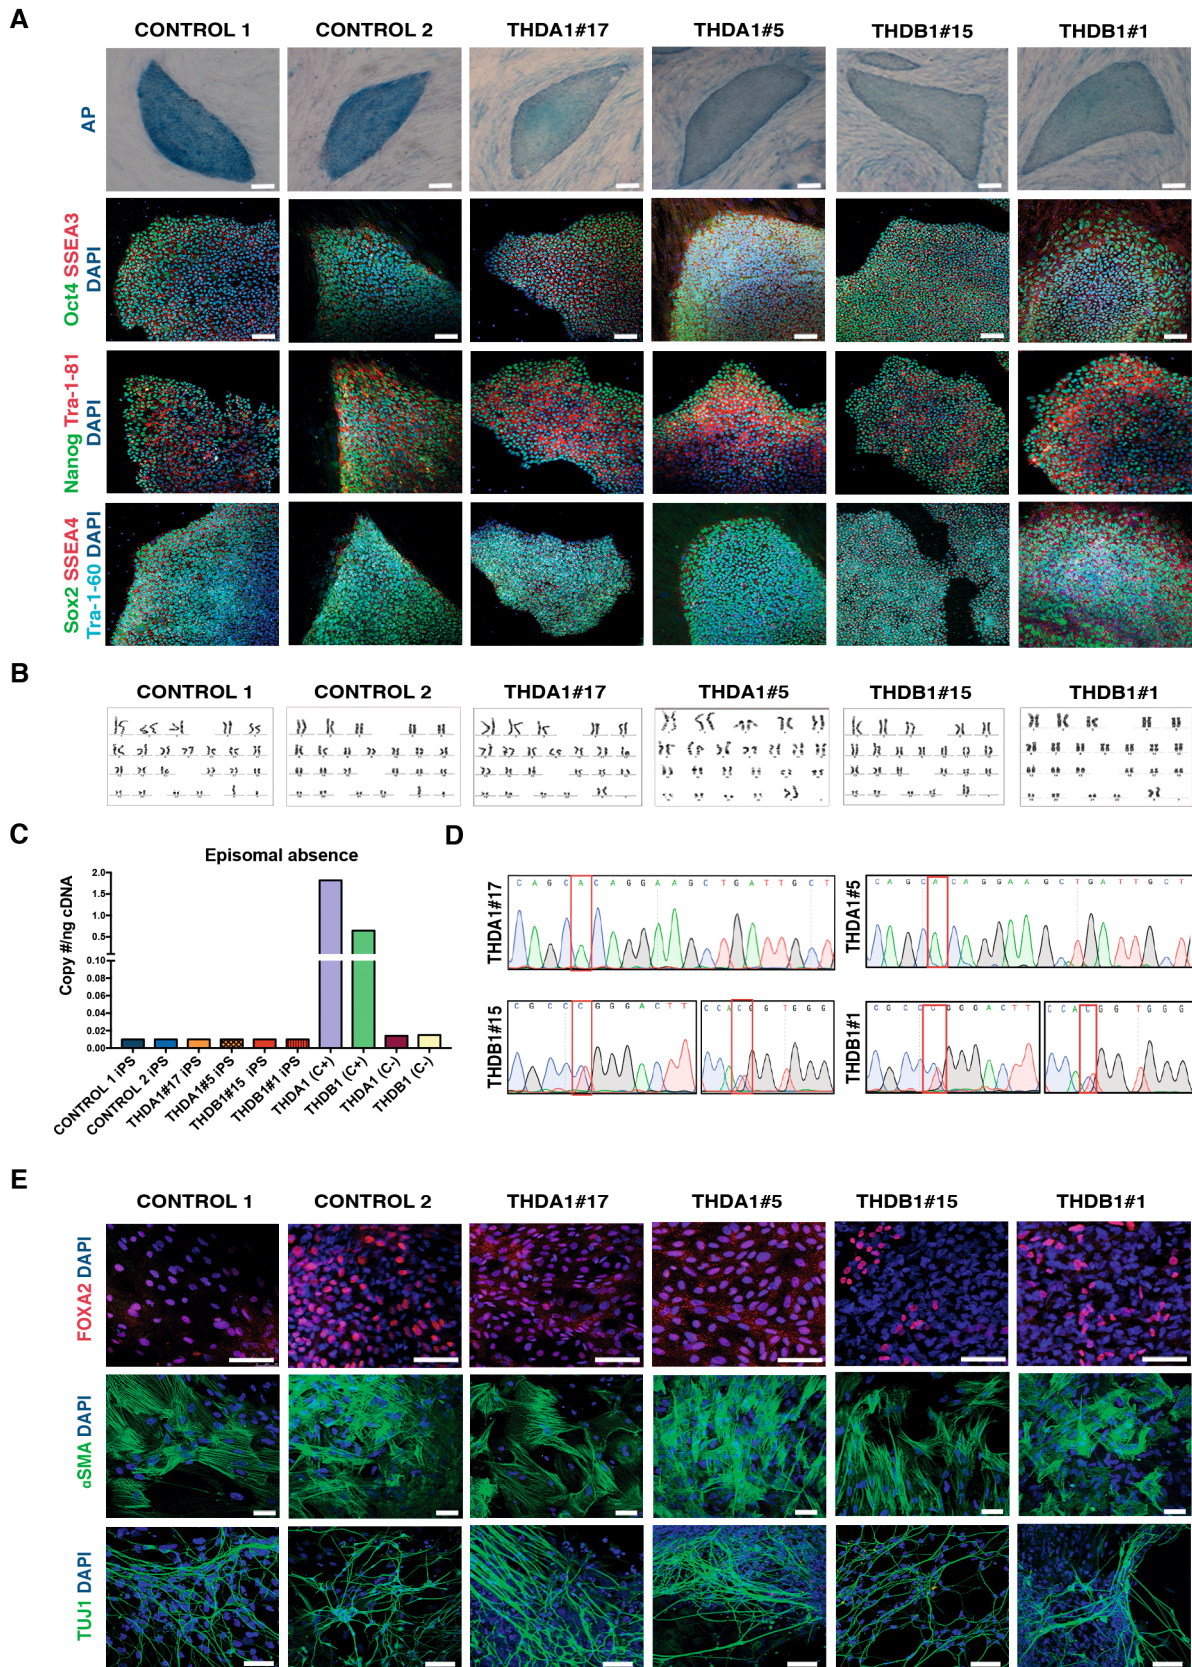 A
CONTROL 1
CONTROL 2
THDA1#17
THDA1#5
THDB1#15
THDB1#1
AP
Oct4 SSEA3
DAPI
Nanog Tra-1-81
DAPI
Sox2 SSEA4
Tra-1-60 DAPI
B
CONTROL 1
CONTROL 2
THDA1#17
THDA1#5
THDB1#15
THDB1#1
C
Episomal absence
Copy #/ng cDNA
2.0
1.5
1.0
0.5
0.10
0.08
0.06
0.04
0.02
0.00
CONTROL 1 iPS
CONTROL 2 iPS
THDA1#17 iPS
THDA1#5 iPS
THDB1#15 iPS
THDB1#1 iPS
THDA1 (C+)
THDB1 (C+)
THDA1 (C-)
THDB1 (C-)
D
THDA1#17
C A G C A C A G G A A G C T G A T T G C T
THDA1#5
C A G C A C A G G A A G C T G A T T G C T
THDB1#15
C G C C C G G G A C T T
C C A C G G T G G G
THDB1#1
C G C C C G G G A C T T
C C A C G G T G G G
E
CONTROL 1
CONTROL 2
THDA1#17
THDA1#5
THDB1#15
THDB1#1
FOXA2 DAPI
αSMA DAPI
TUJ1 DAPI